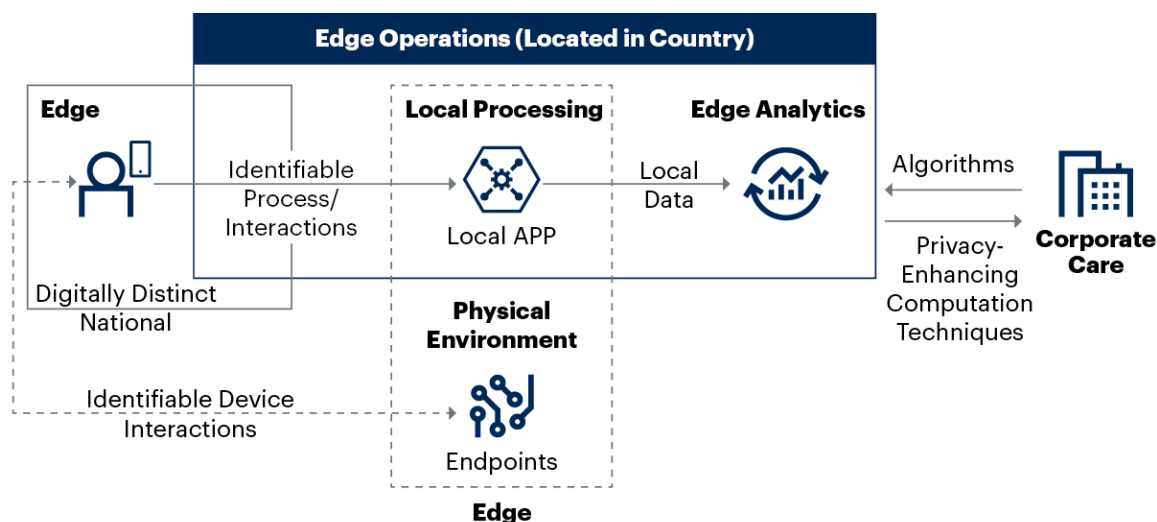 Edge Operations (Located in Country)
Edge
Local Processing
Edge Analytics
Identifiable
Process/
Interactions
Local APP
Local
Data
Algorithms
Privacy-
Enhancing
Computation
Techniques
Corporate
Care
Digitally Distinct
National
Physical
Environment
Identifiable Device
Interactions
Endpoints
Edge